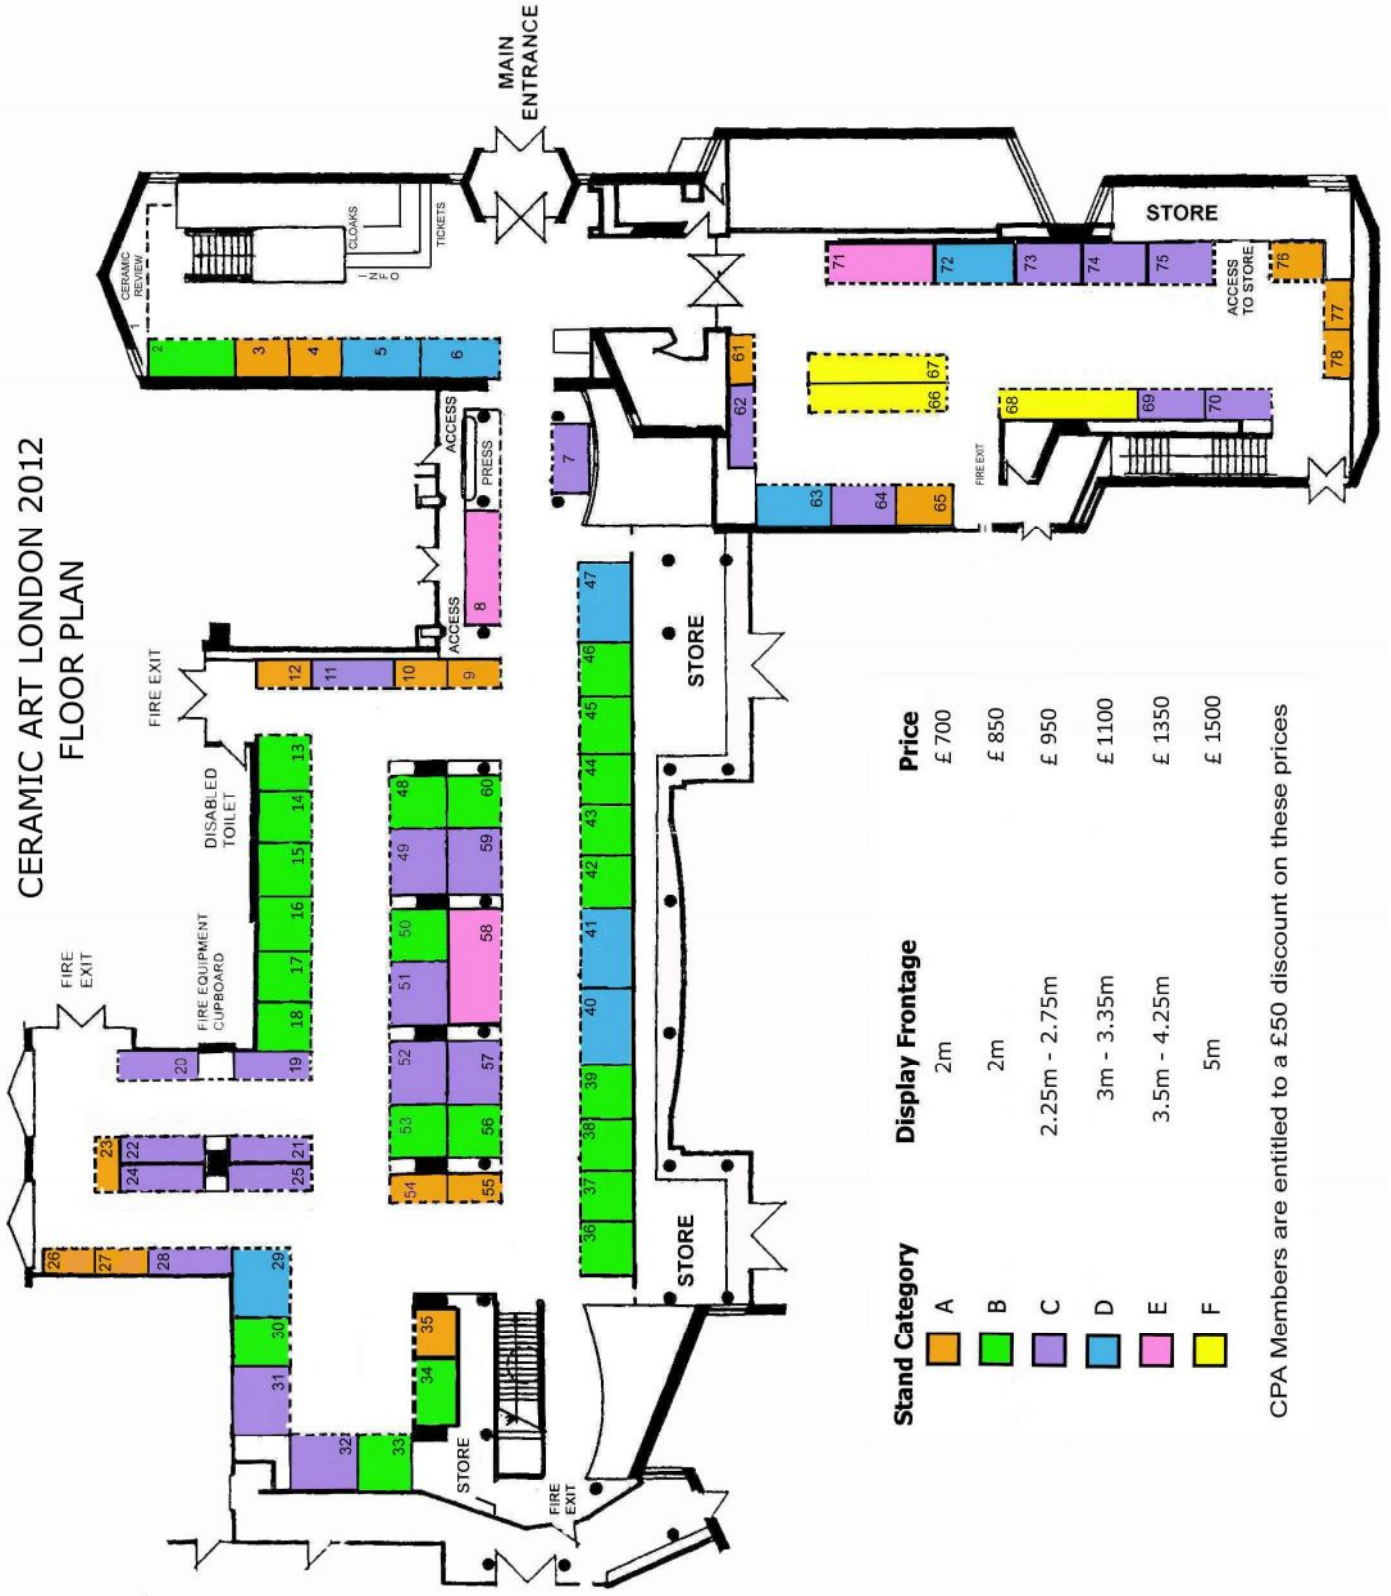 CERAMIC ART LONDON 2012
FLOOR PLAN
MAIN
ENTRANCE
CERAMIC
REVIEW
1
CLOAKS
INFO
TICKETS
2
3
4
5
6
ACCESS
PRESS
ACCESS
7
8
9
10
11
12
FIRE EXIT
DISABLED
TOILET
13
14
15
16
17
18
FIRE EQUIPMENT
CUPBOARD
FIRE
EXIT
19
20
21
22
23
24
25
26
27
28
29
30
31
32
33
34
35
STORE
FIRE
EXIT
36
37
38
39
40
41
42
43
44
45
46
47
STORE
STORE
48
49
50
51
52
53
54
55
56
57
58
59
60
61
62
63
64
65
FIRE EXIT
66
67
68
69
70
71
72
73
74
75
STORE
ACCESS
TO STORE
76
77
78
Stand Category Display Frontage Price
A 2m £ 700
B 2m £ 850
C 2.25m - 2.75m £ 950
D 3m - 3.35m £ 1100
E 3.5m - 4.25m £ 1350
F 5m £ 1500
CPA Members are entitled to a £50 discount on these prices